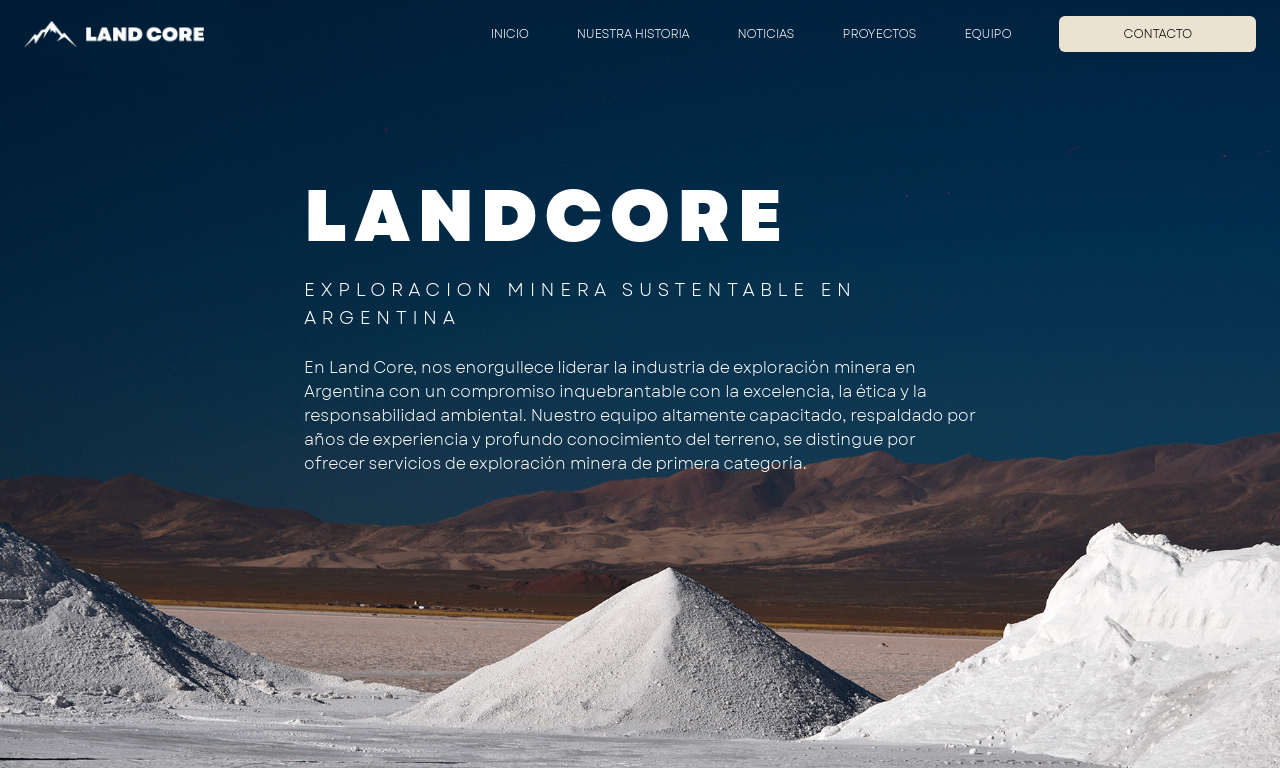 LAND CORE
INICIO
NUESTRA HISTORIA
NOTICIAS
PROYECTOS
EQUIPO
CONTACTO
LANDCORE
EXPLORACION MINERA SUSTENTABLE EN
ARGENTINA
En Land Core, nos enorgullece liderar la industria de exploración minera en
Argentina con un compromiso inquebrantable con la excelencia, la ética y la
responsabilidad ambiental. Nuestro equipo altamente capacitado, respaldado por
años de experiencia y profundo conocimiento del terreno, se distingue por
ofrecer servicios de exploración minera de primera categoría.